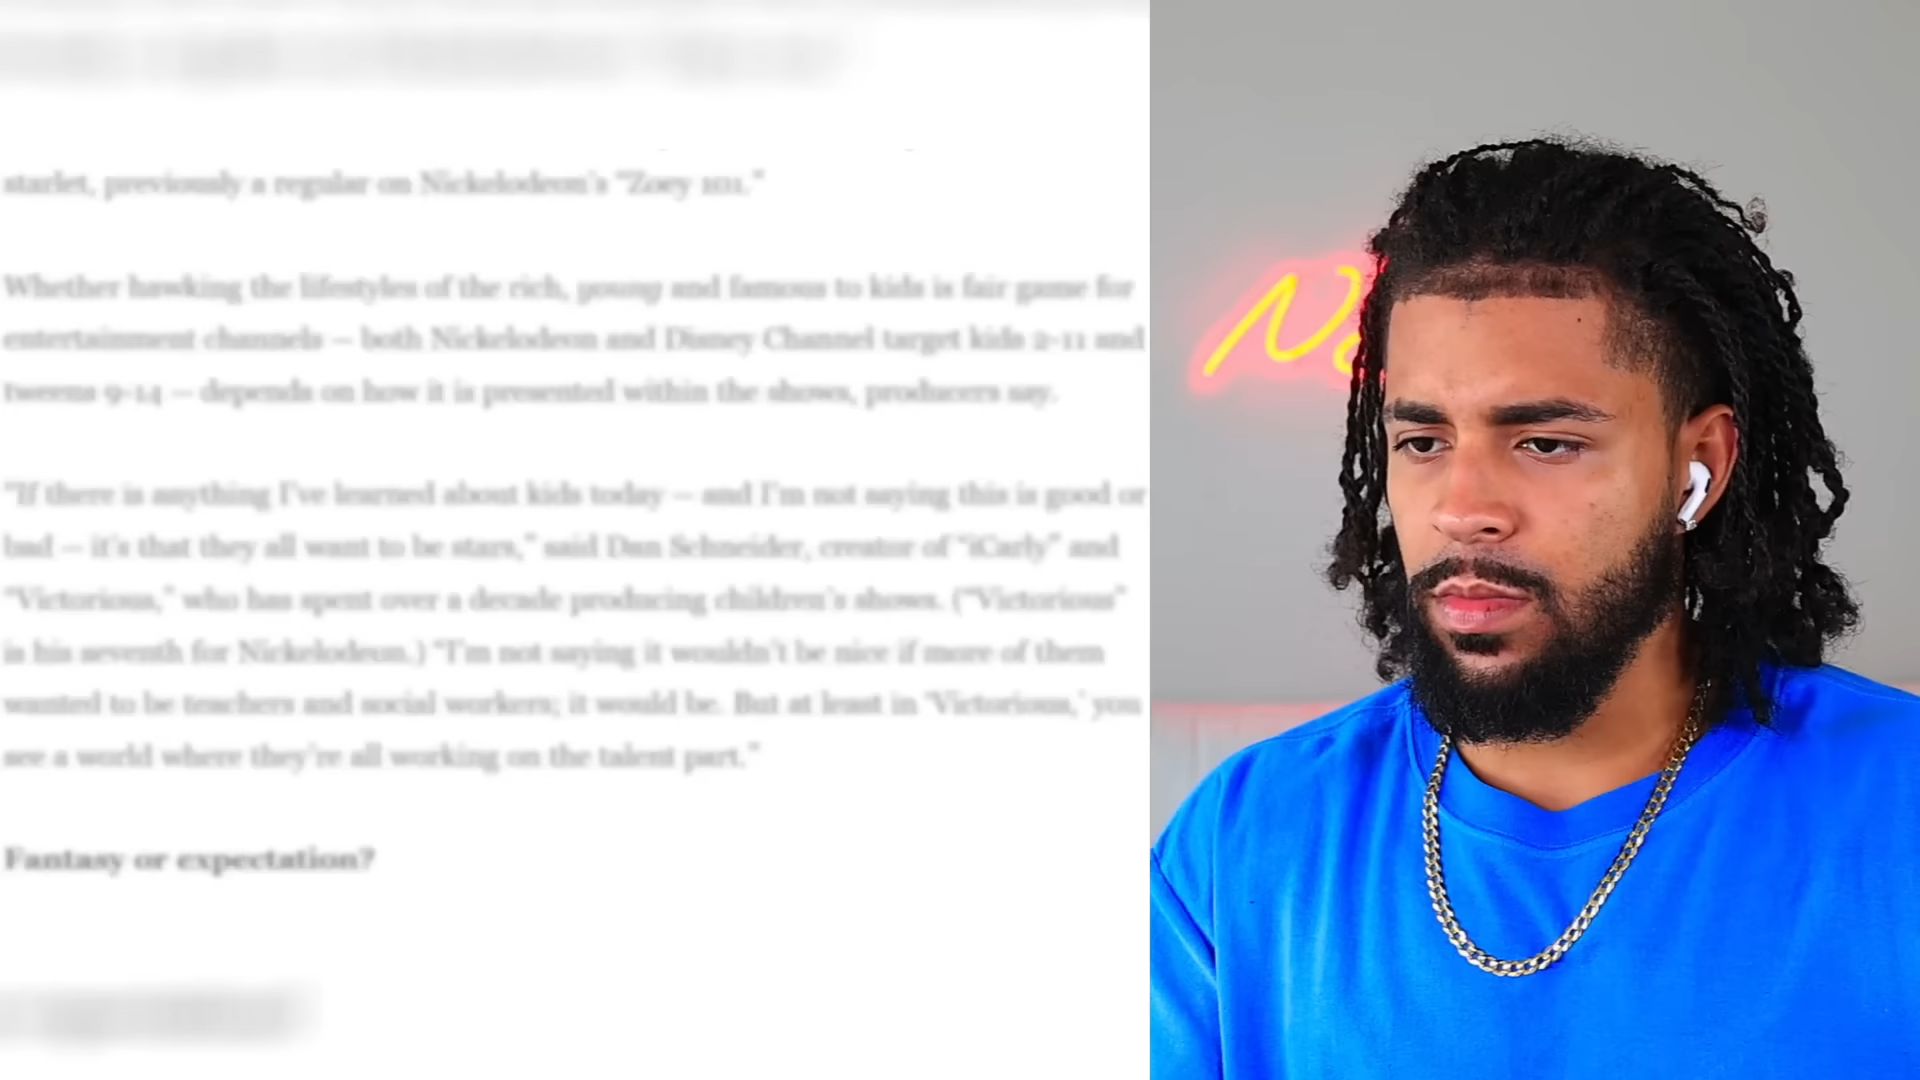 starlet, previously a regular on Nickelodeon's "Zoey 101."
Whether hawking the lifestyles of the rich, young and famous to kids is fair game for
entertainment channels — both Nickelodeon and Disney Channel target kids 2-11 and
tweens 9-14 — depends on how it is presented within the shows, producers say.
"If there is anything I've learned about kids today — and I'm not saying this is good or
bad — it's that they all want to be stars," said Dan Schneider, creator of "iCarly" and
"Victorious," who has spent over a decade producing children's shows. ("Victorious"
is his seventh for Nickelodeon.) "I'm not saying it wouldn't be nice if more of them
wanted to be teachers and social workers; it would be. But at least in 'Victorious,' you
see a world where they're all working on the talent part."
Fantasy or expectation?